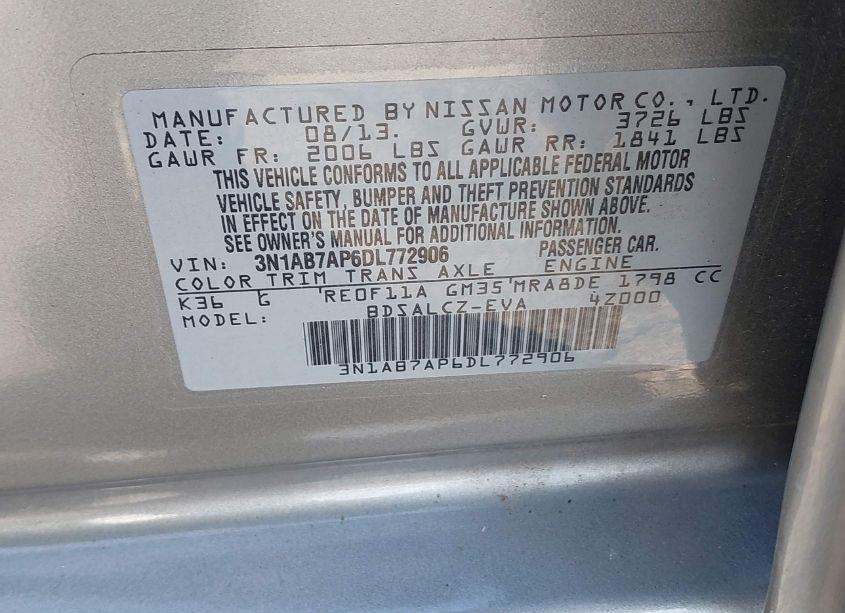 MANUFACTURED BY NISSAN MOTOR CO., LTD.
DATE: 08/13. GVWR: 3726 LBS
GAWR FR: 2006 LBS GAWR RR: 1841 LBS
THIS VEHICLE CONFORMS TO ALL APPLICABLE FEDERAL MOTOR
VEHICLE SAFETY, BUMPER AND THEFT PREVENTION STANDARDS
IN EFFECT ON THE DATE OF MANUFACTURE SHOWN ABOVE.
SEE OWNER'S MANUAL FOR ADDITIONAL INFORMATION.
VIN: 3N1AB7AP6DL772906 PASSENGER CAR.
COLOR TRIM TRANS AXLE ENGINE
K36 G RE0F11A GM35 MRA8DE 1798 CC
MODEL: BDSALCZ-EVA 4Z000
3N1AB7AP6DL772906